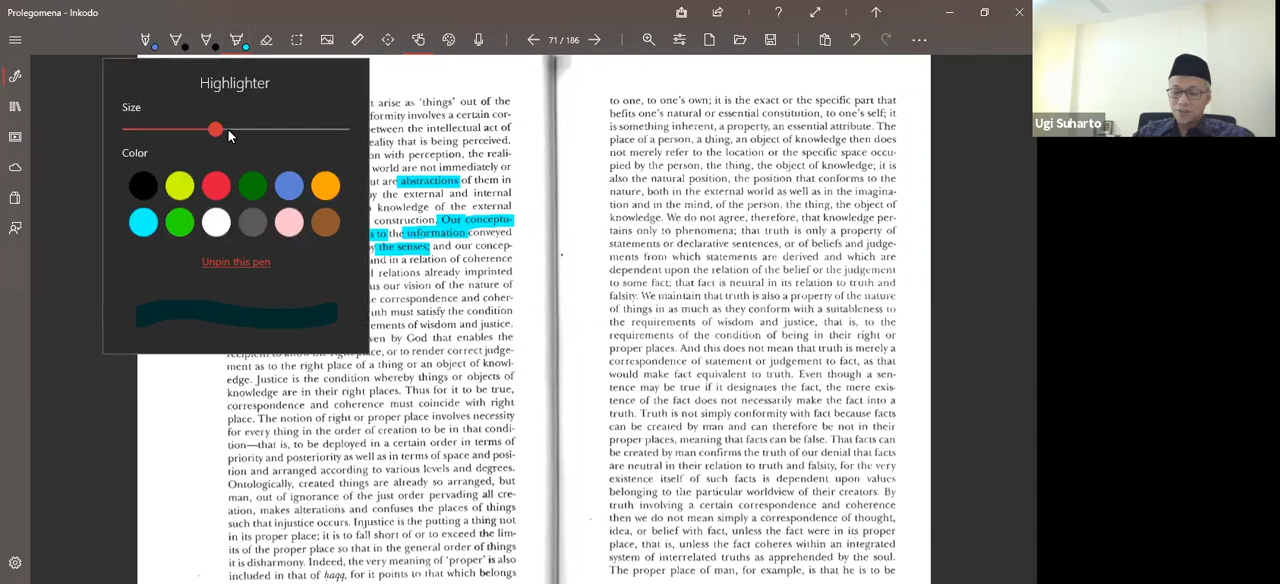 Prolegomena - Inkodo
71 / 186
Highlighter
Size
Color
Unpin this pen
Ugi Suharto
t arise as 'things' out of the
formity involves a certain cor-
etween the intellectual act of
eality that is being perceived.
on with perception, the reali-
world are not immediately or
ut are abstractions of them in
by the external and internal
knowledge of the external
construction. Our conceptu-
s to the information conveyed
y the senses; and our concep-
and in a relation of coherence
l relations already imprinted
us our vision of the nature of
e correspondence and coher-
uth must satisfy the condition
ements of wisdom and justice.
ven by God that enables the
recipient to know the right place, or to render correct judge-
ment as to the right place of a thing or an object of knowl-
edge. Justice is the condition whereby things or objects of
knowledge are in their right places. Thus for it to be true,
correspondence and coherence must coincide with right
place. The notion of right or proper place involves necessity
for every thing in the order of creation to be in that condi-
tion—that is, to be deployed in a certain order in terms of
priority and posteriority as well as in terms of space and posi-
tion and arranged according to various levels and degrees.
Ontologically, created things are already so arranged, but
man, out of ignorance of the just order pervading all cre-
ation, makes alterations and confuses the places of things
such that injustice occurs. Injustice is the putting a thing not
in its proper place; it is to fall short of or to exceed the lim-
its of the proper place so that in the general order of things
it is disharmony. Indeed, the very meaning of 'proper' is also
included in that of ḥaqq, for it points to that which belongs
to one, to one's own; it is the exact or the specific part that
befits one's natural or essential constitution, to one's self; it
is something inherent, a property, an essential attribute. The
place of a person, a thing, an object of knowledge then does
not merely refer to the location or the specific space occu-
pied by the person, the thing, the object of knowledge; it is
also the natural position, the position that conforms to the
nature, both in the external world as well as in the imagina-
tion and in the mind, of the person, the thing, the object of
knowledge. We do not agree, therefore, that knowledge per-
tains only to phenomena; that truth is only a property of
statements or declarative sentences, or of beliefs and judge-
ments from which statements are derived and which are
dependent upon the relation of the belief or the judgement
to some fact; that fact is neutral in its relation to truth and
falsity. We maintain that truth is also a property of the nature
of things in as much as they conform with a suitableness to
the requirements of wisdom and justice, that is, to the
requirements of the condition of being in their right or
proper places. And this does not mean that truth is merely a
correspondence of statement or judgement to fact, as that
would make fact equivalent to truth. Even though a sen-
tence may be true if it designates the fact, the mere exis-
tence of the fact does not necessarily make the fact into a
truth. Truth is not simply conformity with fact because facts
can be created by man and can therefore be not in their
proper places, meaning that facts can be false. That facts can
be created by man confirms the truth of our denial that facts
are neutral in their relation to truth and falsity, for the very
existence itself of such facts is dependent upon values
belonging to the particular worldview of their creators. By
truth involving a certain correspondence and coherence
then we do not mean simply a correspondence of thought,
idea, or belief with fact, unless the fact were in its proper
place, that is, unless the fact coheres within an integrated
system of interrelated truths as apprehended by the soul.
The proper place of man, for example, is that he is to be